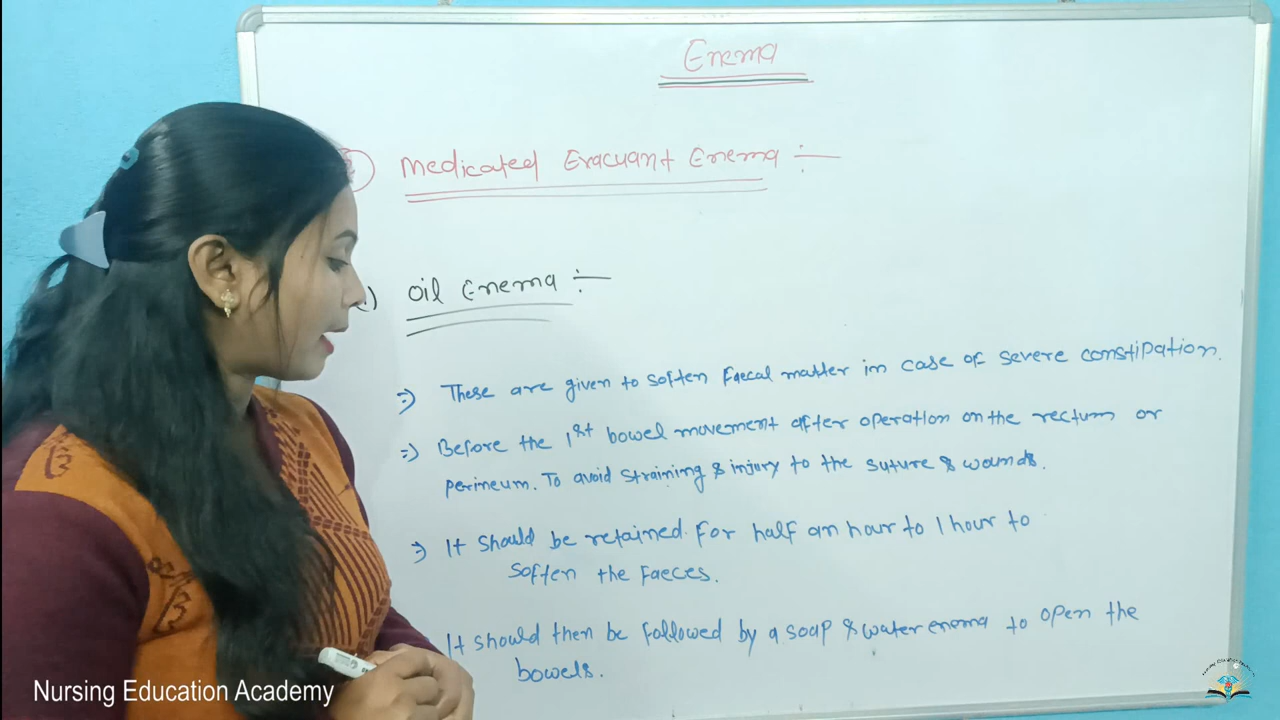 Enema
Medicated Evacuant Enema :-
Oil Enema :-
⇒ These are given to soften faecal matter in case of severe constipation.
⇒ Before the 1st bowel movement after operation on the rectum or
perineum. To avoid straining & injury to the suture & wounds.
⇒ It should be retained for half an hour to 1 hour to
soften the faeces.
It should then be followed by a soap & water enema to open the
bowels.
Nursing Education Academy